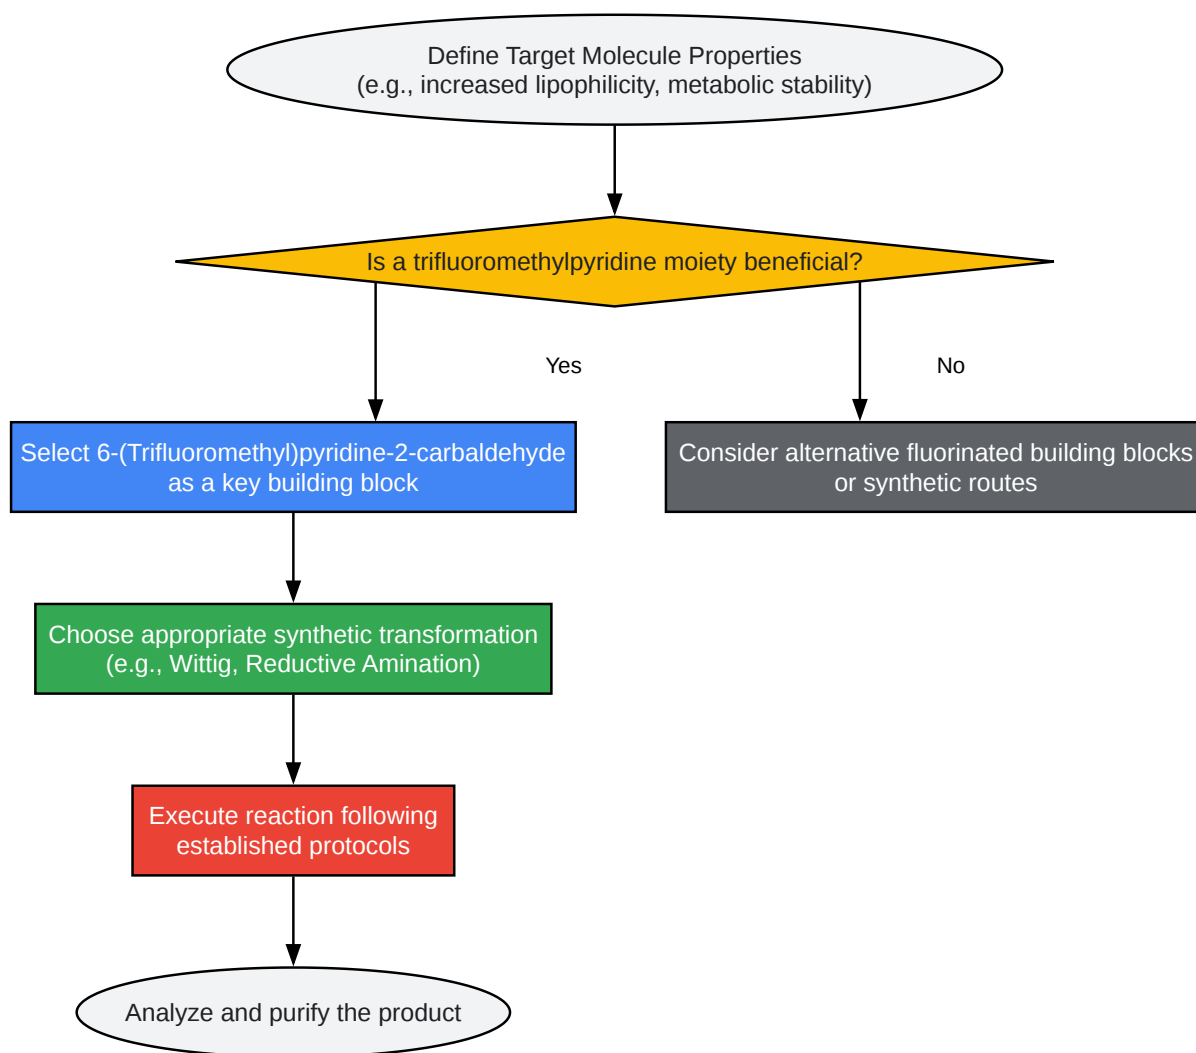 Define Target Molecule Properties
(e.g., increased lipophilicity, metabolic stability)
Is a trifluoromethylpyridine moiety beneficial?
Yes
No
Select 6-(Trifluoromethyl)pyridine-2-carbaldehyde
as a key building block
Consider alternative fluorinated building blocks
or synthetic routes
Choose appropriate synthetic transformation
(e.g., Wittig, Reductive Amination)
Execute reaction following
established protocols
Analyze and purify the product